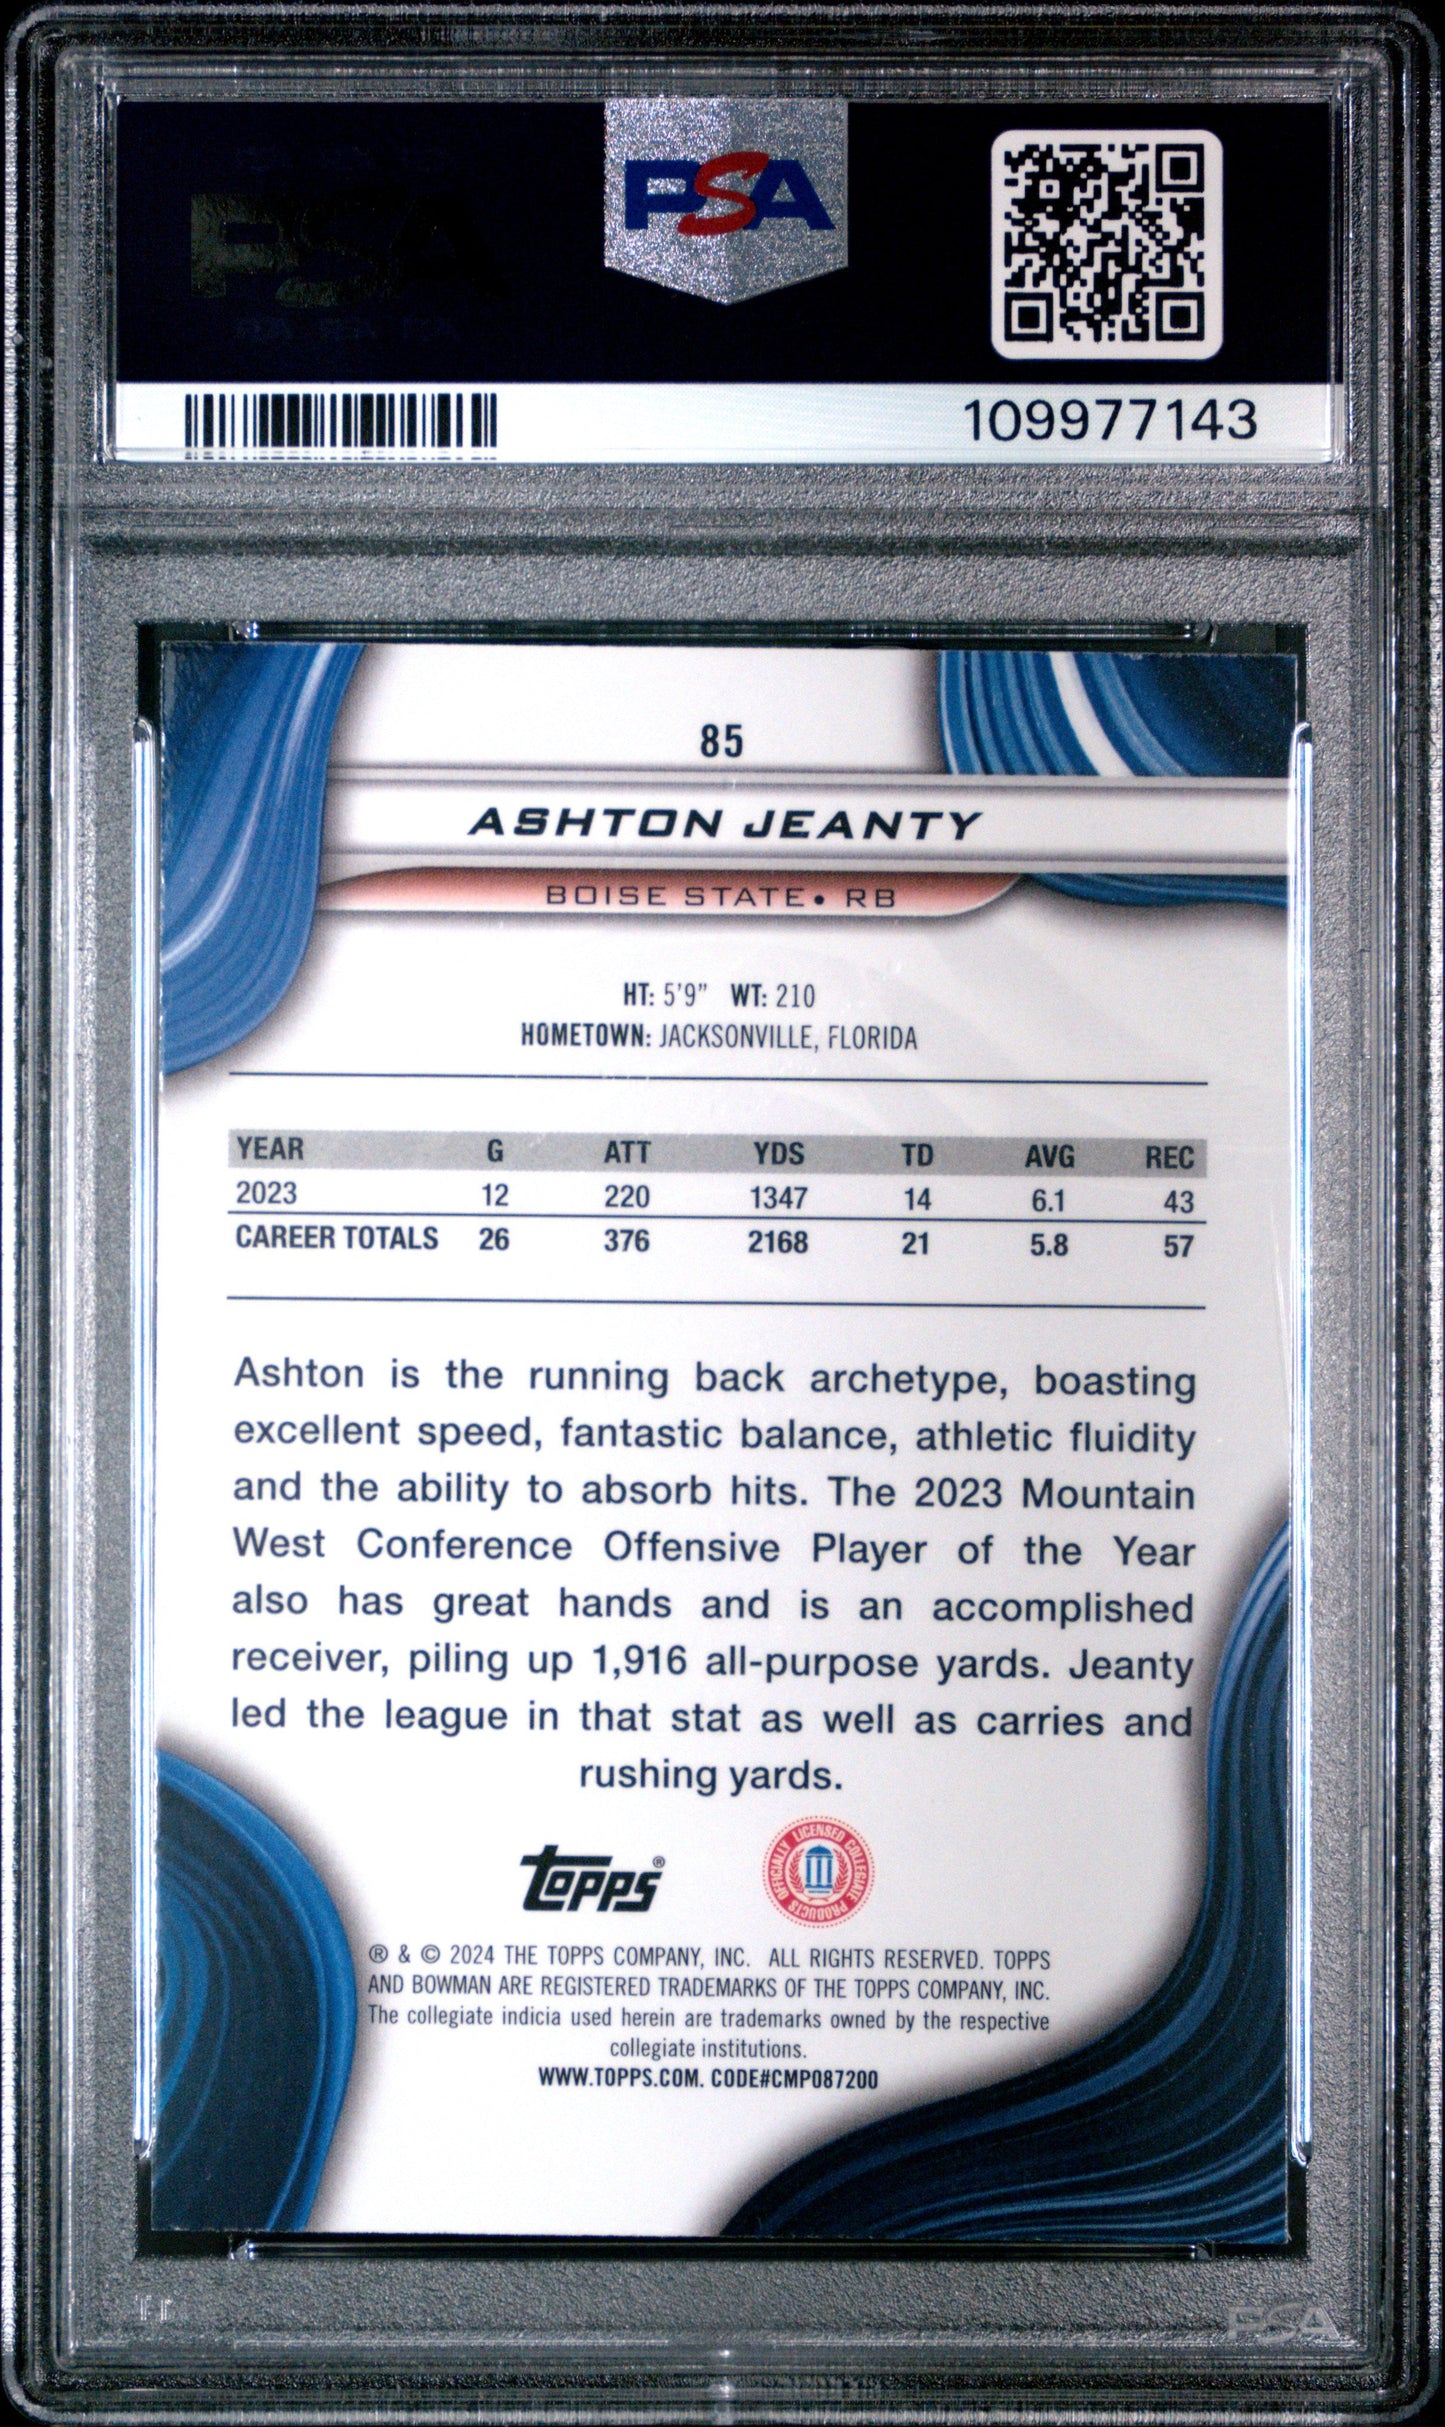 PSA
PSA
109977143
85
ASHTON JEANTY
BOISE STATE • RB
HT: 5'9" WT: 210
HOMETOWN: JACKSONVILLE, FLORIDA
YEAR G ATT YDS TD AVG REC
2023 12 220 1347 14 6.1 43
CAREER TOTALS 26 376 2168 21 5.8 57
Ashton is the running back archetype, boasting
excellent speed, fantastic balance, athletic fluidity
and the ability to absorb hits. The 2023 Mountain
West Conference Offensive Player of the Year
also has great hands and is an accomplished
receiver, piling up 1,916 all-purpose yards. Jeanty
led the league in that stat as well as carries and
rushing yards.
topps®
OFFICIALLY LICENSED COLLEGIATE PRODUCTS
® & © 2024 THE TOPPS COMPANY, INC. ALL RIGHTS RESERVED. TOPPS
AND BOWMAN ARE REGISTERED TRADEMARKS OF THE TOPPS COMPANY, INC.
The collegiate indicia used herein are trademarks owned by the respective
collegiate institutions.
WWW.TOPPS.COM. CODE#CMP087200
PSA